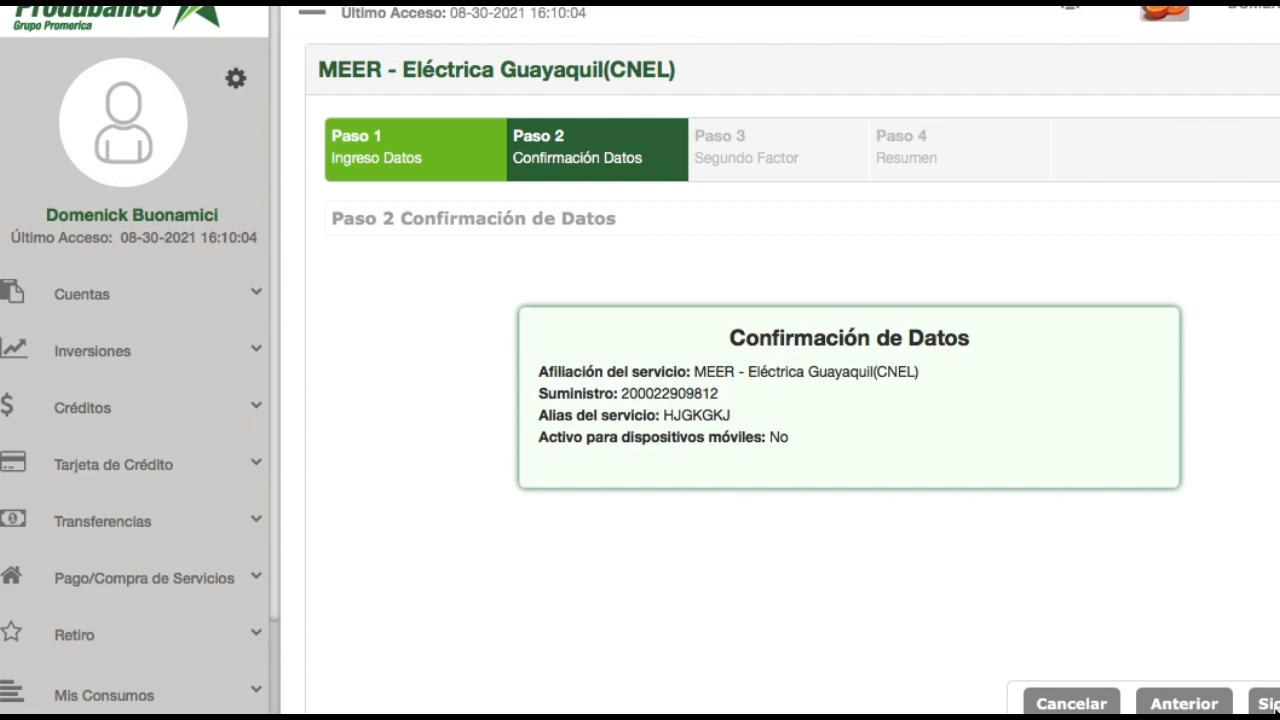 Produbanco
Grupo Promerica
Último Acceso: 08-30-2021 16:10:04
MEER - Eléctrica Guayaquil(CNEL)
Paso 1
Ingreso Datos
Paso 2
Confirmación Datos
Paso 3
Segundo Factor
Paso 4
Resumen
Paso 2 Confirmación de Datos
Domenick Buonamici
Último Acceso: 08-30-2021 16:10:04
Cuentas
Inversiones
Créditos
Tarjeta de Crédito
Transferencias
Pago/Compra de Servicios
Retiro
Mis Consumos
Confirmación de Datos
Afiliación del servicio: MEER - Eléctrica Guayaquil(CNEL)
Suministro: 200022909812
Alias del servicio: HJGKGKJ
Activo para dispositivos móviles: No
Cancelar
Anterior